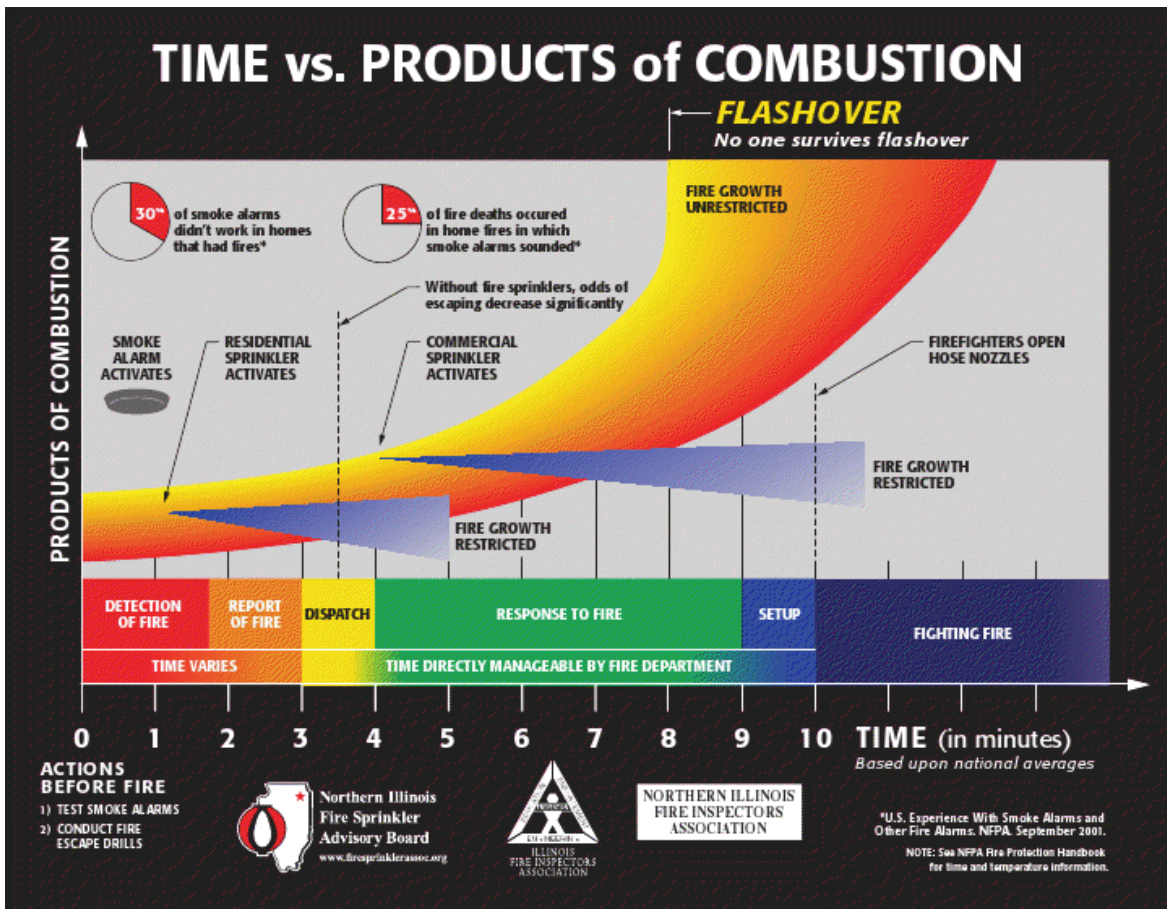 TIME vs. PRODUCTS of COMBUSTION
FLASHOVER
No one survives flashover
PRODUCTS OF COMBUSTION
30%
of smoke alarms
didn't work in homes
that had fires*
25%
of fire deaths occured
in home fires in which
smoke alarms sounded*
FIRE GROWTH
UNRESTRICTED
Without fire sprinklers, odds of
escaping decrease significantly
SMOKE
ALARM
ACTIVATES
RESIDENTIAL
SPRINKLER
ACTIVATES
COMMERCIAL
SPRINKLER
ACTIVATES
FIREFIGHTERS OPEN
HOSE NOZZLES
FIRE GROWTH
RESTRICTED
FIRE GROWTH
RESTRICTED
DETECTION
OF FIRE
REPORT
OF FIRE
DISPATCH
RESPONSE TO FIRE
SETUP
FIGHTING FIRE
TIME VARIES
TIME DIRECTLY MANAGEABLE BY FIRE DEPARTMENT
0 1 2 3 4 5 6 7 8 9 10 TIME (in minutes)
Based upon national averages
ACTIONS
BEFORE FIRE
1) TEST SMOKE ALARMS
2) CONDUCT FIRE
ESCAPE DRILLS
Northern Illinois
Fire Sprinkler
Advisory Board
www.firesprinklerassoc.org
ILLINOIS
FIRE INSPECTORS
ASSOCIATION
NORTHERN ILLINOIS
FIRE INSPECTORS
ASSOCIATION
*U.S. Experience With Smoke Alarms and
Other Fire Alarms. NFPA. September 2001.
NOTE: See NFPA Fire Protection Handbook
for time and temperature information.